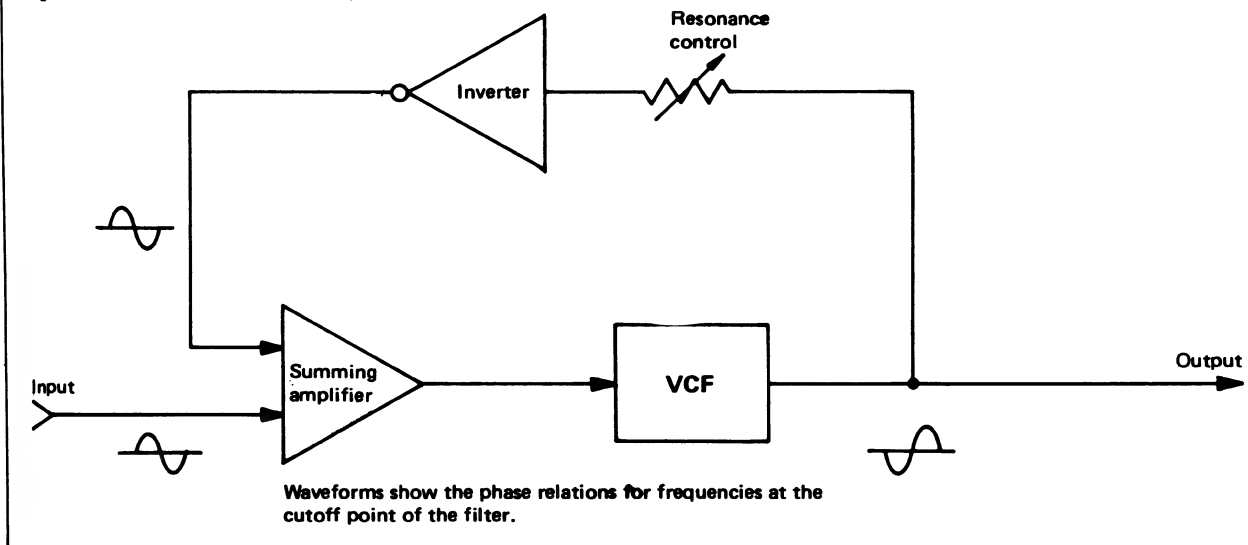 Resonance
control
Inverter
Input
Summing
amplifier
VCF
Output
Waveforms show the phase relations for frequencies at the
cutoff point of the filter.